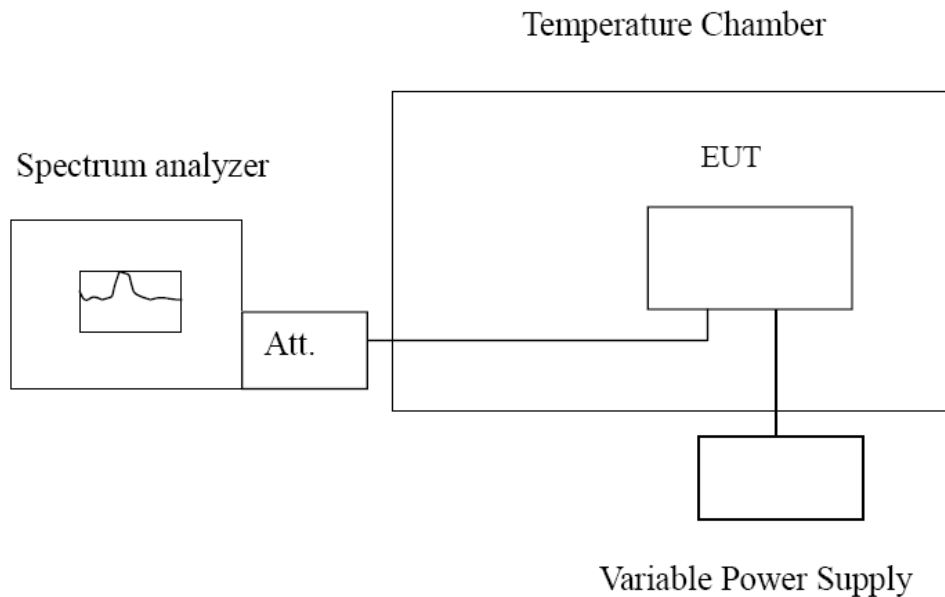 Temperature Chamber
Spectrum analyzer
EUT
Att.
Variable Power Supply